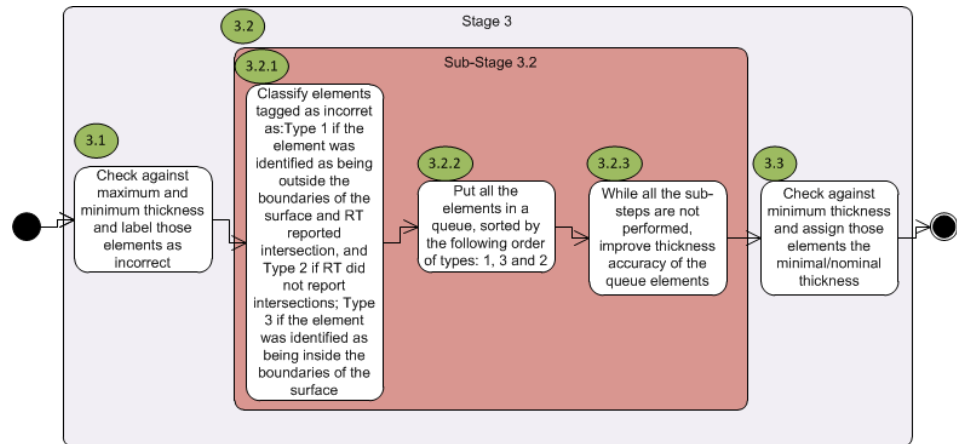 Stage 3
3.2
Sub-Stage 3.2
3.1
Check against
maximum and
minimum thickness
and label those
elements as
incorrect
3.2.1
Classify elements
tagged as incorret
as:Type 1 if the
element was
identified as being
outside the
boundaries of the
surface and RT
reported
intersection, and
Type 2 if RT did
not report
intersections; Type
3 if the element
was identified as
being inside the
boundaries of the
surface
3.2.2
Put all the
elements in a
queue, sorted by
the following order
of types: 1, 3 and 2
3.2.3
While all the sub-
steps are not
performed,
improve thickness
accuracy of the
queue elements
3.3
Check against
minimum thickness
and assign those
elements the
minimal/nominal
thickness